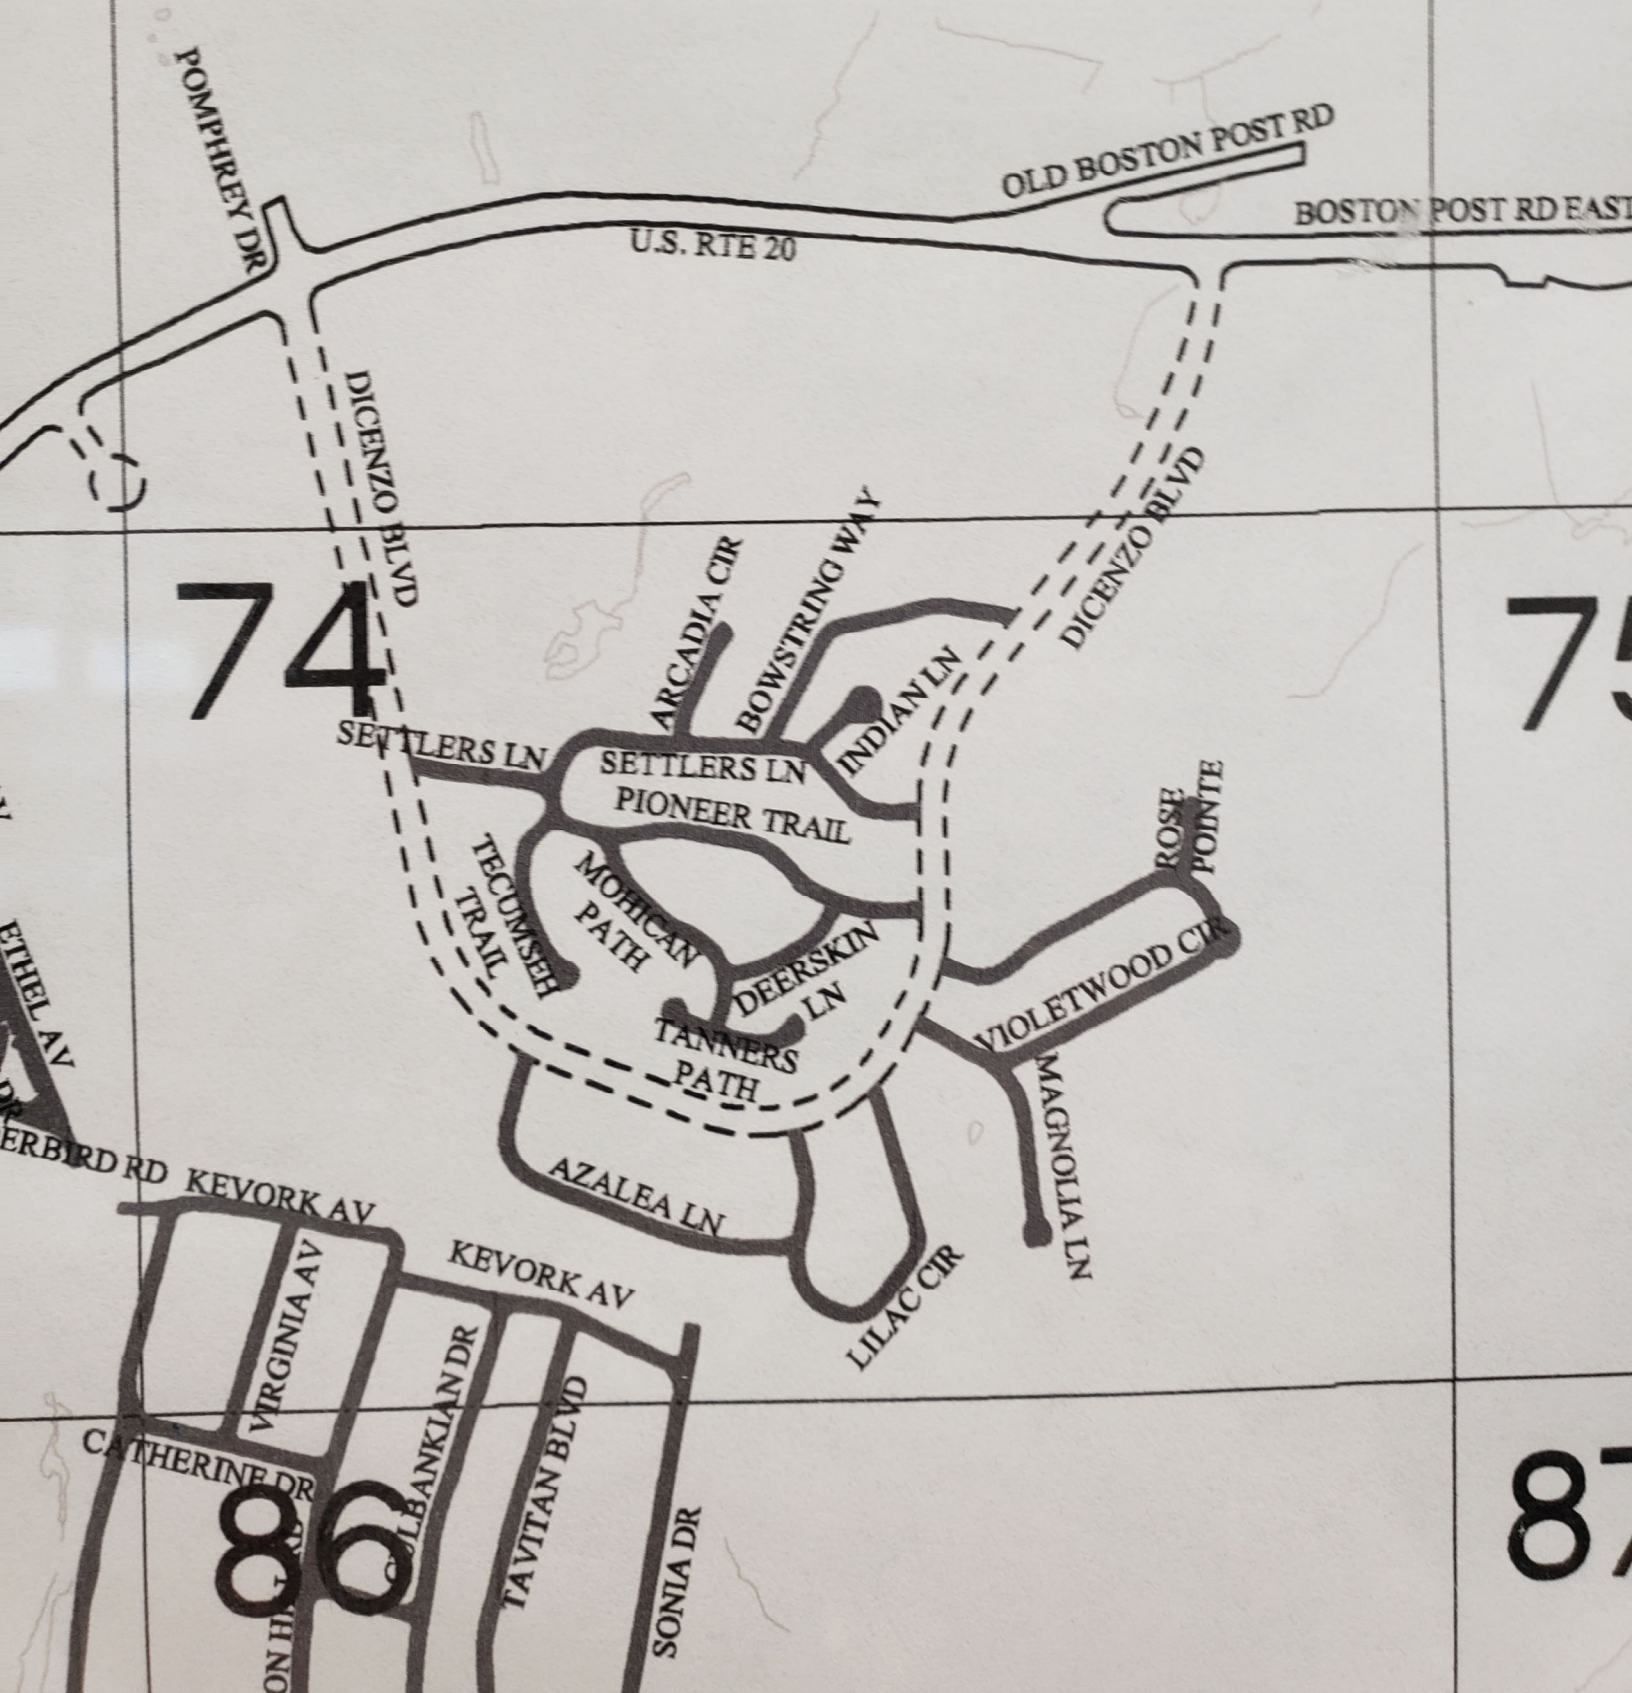 POMPHREY DR
OLD BOSTON POST RD
BOSTON POST RD EAST
U.S. RTE 20
DICENZO BLVD
DICENZO BLVD
74
75
ARCADIA CIR
BOWSTRING WAY
INDIAN LN
SETTLERS LN
SETTLERS LN
PIONEER TRAIL
ROSE
POINTE
TECUMSEH
TRAIL
MOHICAN
PATH
DEERSKIN
LN
TANNERS
PATH
VIOLETWOOD CIR
MAGNOLIA LN
ETHEL AV
DR
ERBIRD RD
KEVORK AV
AZALEA LN
KEVORK AV
LILAC CIR
VIRGINIA AV
CATHERINE DR
86
87
TAVITAN BLVD
SONIA DR